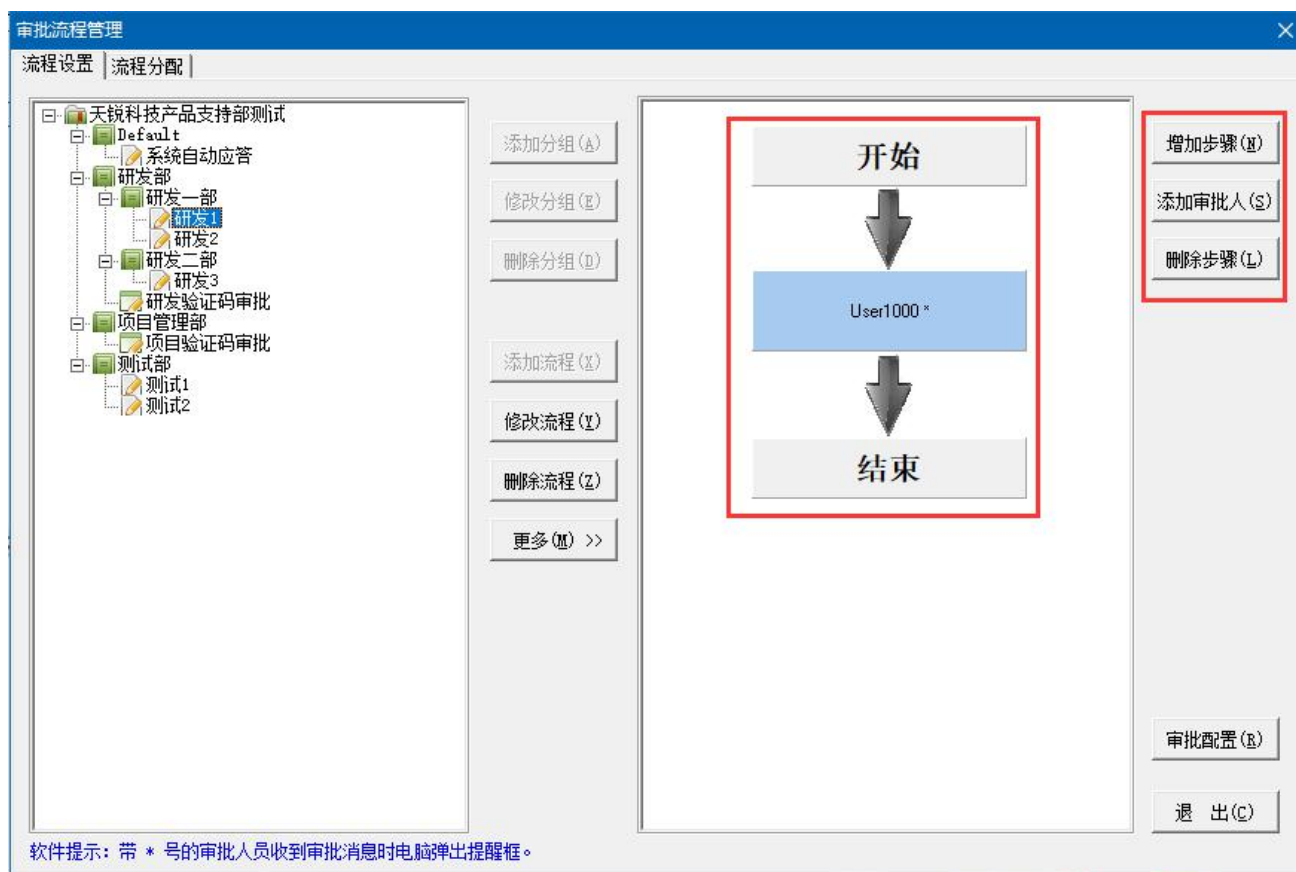 审批流程管理
流程设置 流程分配
天锐科技产品支持部测试
Default
系统自动应答
研发部
研发一部
研发1
研发2
研发二部
研发3
研发验证码审批
项目管理部
项目验证码审批
测试部
测试1
测试2
添加分组(A)
修改分组(E)
删除分组(D)
添加流程(X)
修改流程(Y)
删除流程(Z)
更多(M) >>
开始
User1000 *
结束
增加步骤(N)
添加审批人(S)
删除步骤(L)
审批配置(R)
退 出(C)
软件提示：带 * 号的审批人员收到审批消息时电脑弹出提醒框。